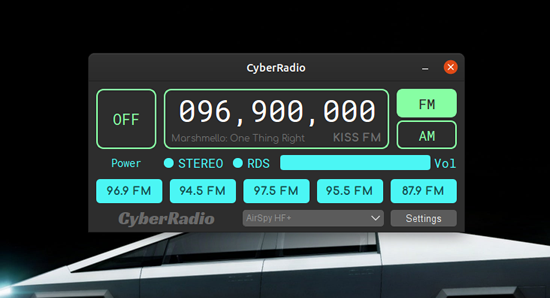 CyberRadio
OFF
096,900,000
Marshmello: One Thing Right KISS FM
FM
AM
Power STEREO RDS Vol
96.9 FM 94.5 FM 97.5 FM 95.5 FM 87.9 FM
CyberRadio AirSpy HF+ Settings